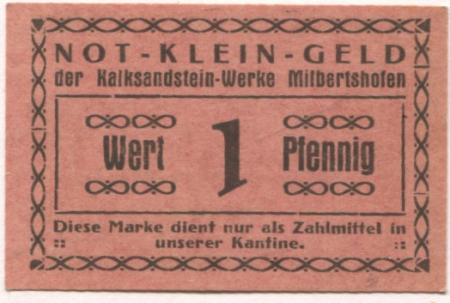 NOT-KLEIN-GELD
der Kalksandstein-Werke Milbertshofen
Wert 1 Pfennig
Diese Marke dient nur als Zahlmittel in
:: unserer Kantine. ::